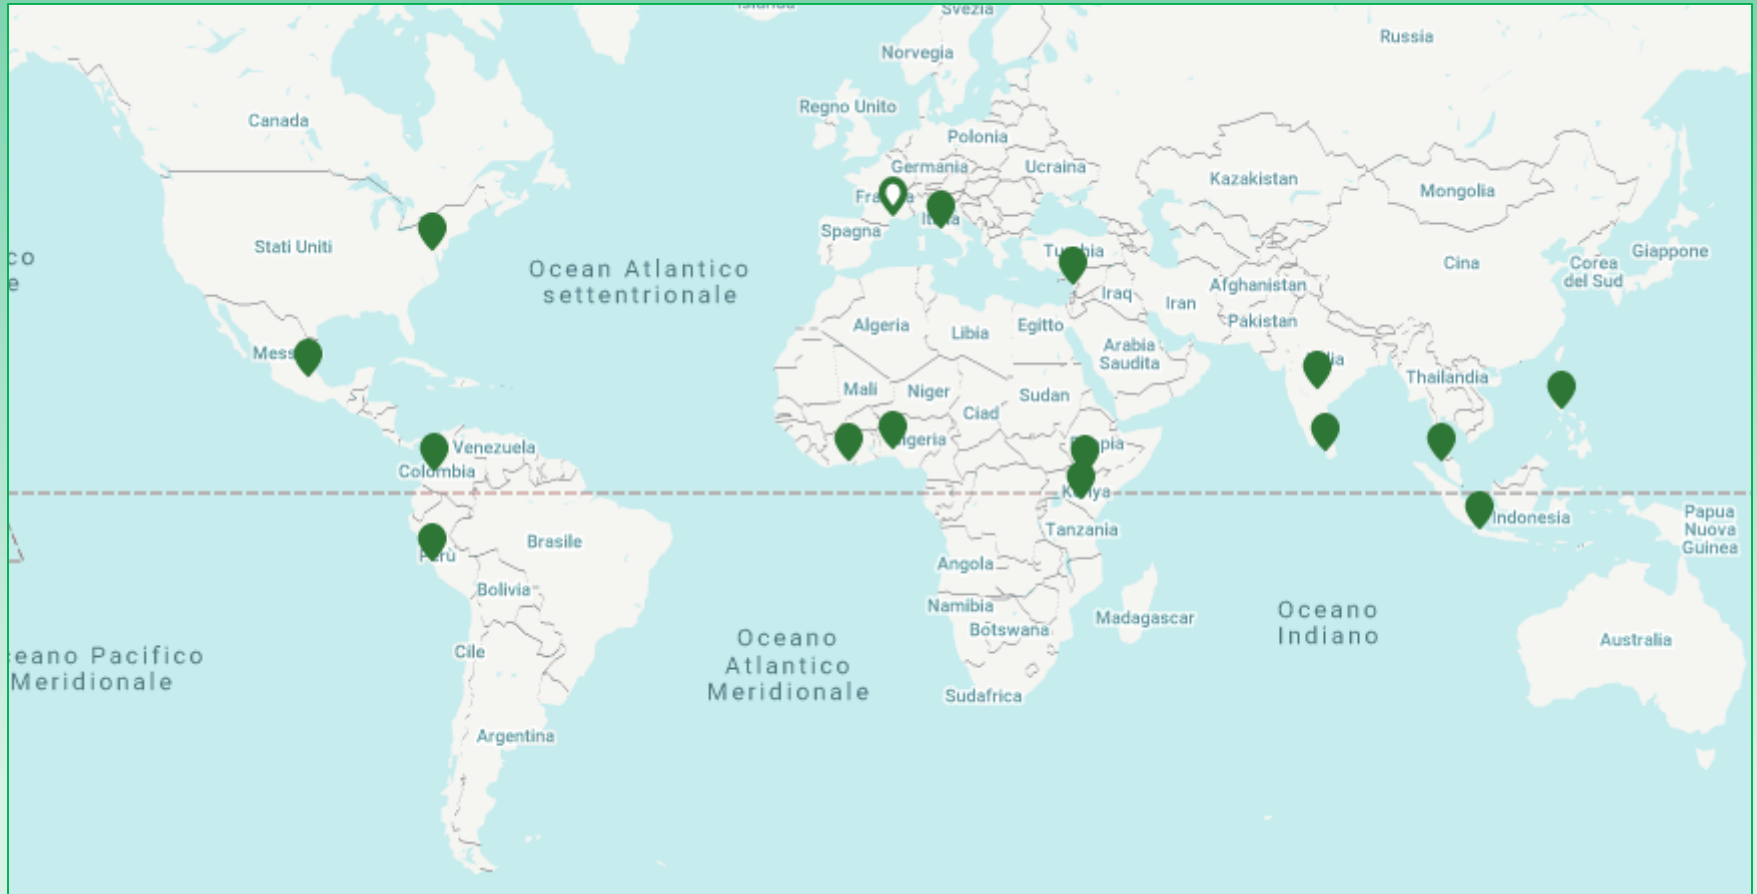 Svezia
Norvegia
Russia
Regno Unito
Canada
Polonia
Germania
Ucraina
Kazakistan
Mongolia
Spagna
Stati Uniti
Giappone
co
e
Cina
Corea
del Sud
Ocean Atlantico
settentrionale
Iraq
Iran
Afghanistan
Pakistan
Algeria
Libia
Egitto
Arabia
Saudita
Thailandia
Mali
Niger
Sudan
Ciad
Venezuela
Colombia
Indonesia
Papua
Nuova
Guinea
Tanzania
Brasile
Perù
Angola
Bolivia
Namibia
Botswana
Madagascar
Oceano
Indiano
Australia
Oceano
Atlantico
Meridionale
Cile
eano Pacifico
Meridionale
Sudafrica
Argentina